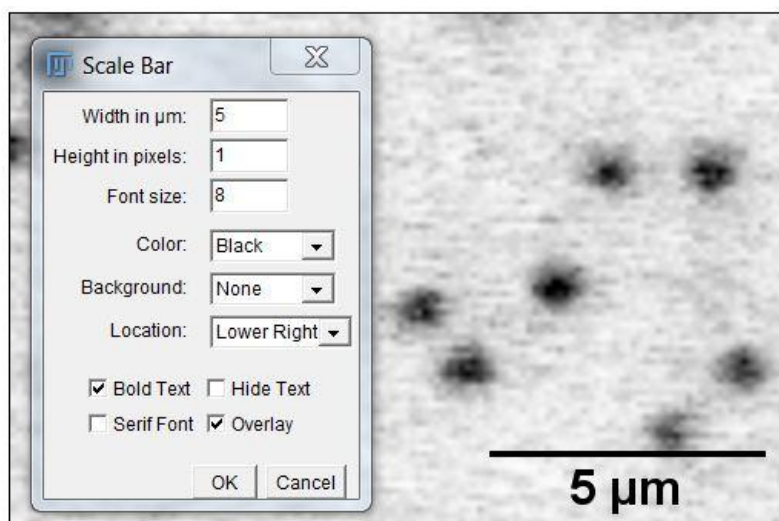 Scale Bar
Width in µm: 5
Height in pixels: 1
Font size: 8
Color: Black
Background: None
Location: Lower Right
Bold Text Hide Text
Serif Font Overlay
OK Cancel
5 µm